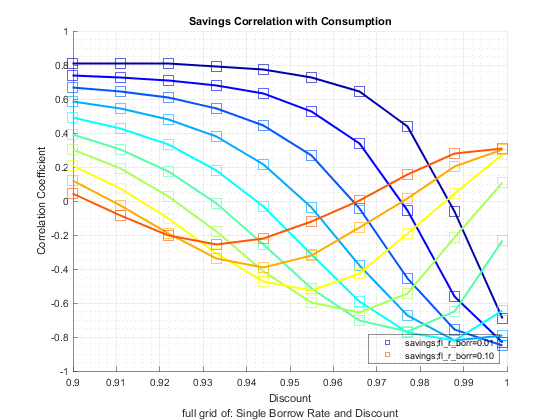 Savings Correlation with Consumption
1
0.8
0.6
0.4
0.2
0
-0.2
-0.4
-0.6
-0.8
-1
Correlation Coefficient
savings;fl_r_borr=0.01
savings;fl_r_borr=0.10
0.9 0.91 0.92 0.93 0.94 0.95 0.96 0.97 0.98 0.99 1
Discount
full grid of: Single Borrow Rate and Discount